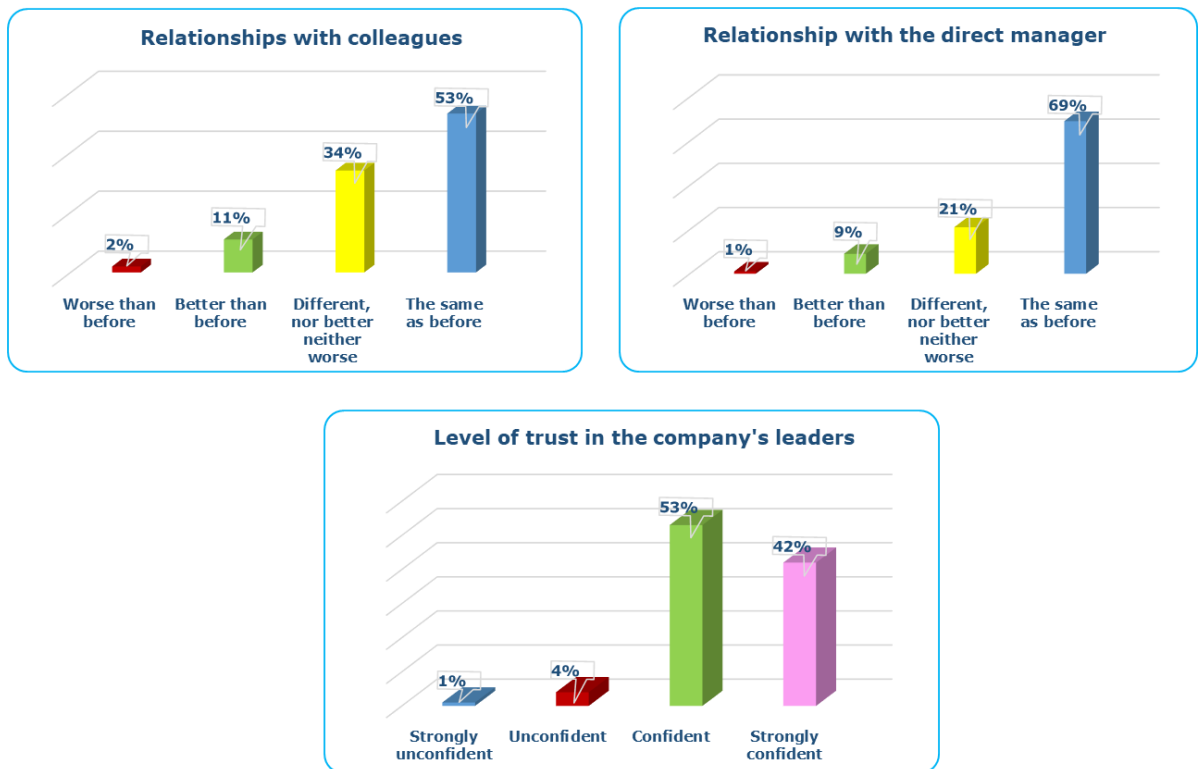 Relationships with colleagues
53%
34%
11%
2%
Worse than
before
Better than
before
Different,
nor better
neither
worse
The same
as before
Relationship with the direct manager
69%
21%
9%
1%
Worse than
before
Better than
before
Different,
nor better
neither
worse
The same
as before
Level of trust in the company's leaders
53%
42%
4%
1%
Strongly
unconfident
Unconfident
Confident
Strongly
confident